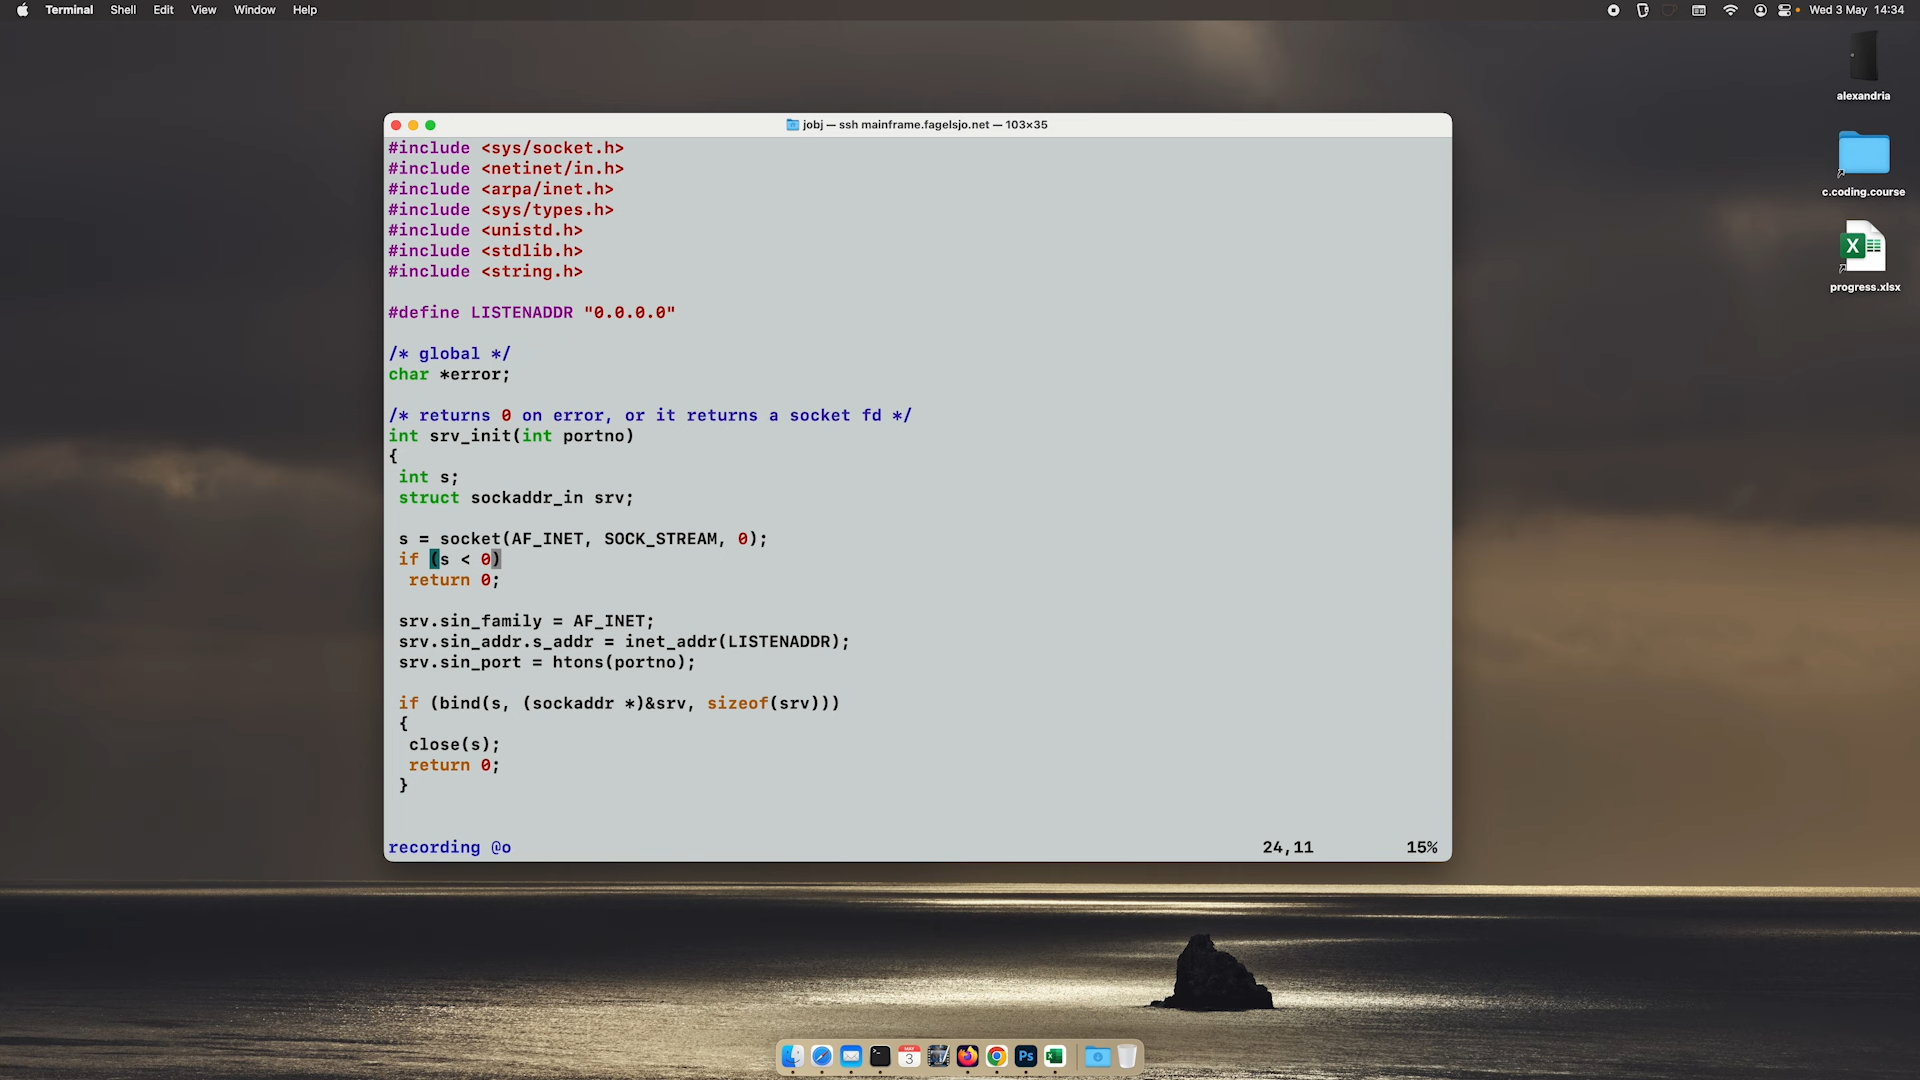 Terminal Shell Edit View Window Help
Wed 3 May 14:34
alexandria
c.coding.course
progress.xlsx
jobj — ssh mainframe.fagelsjo.net — 103×35
#include <sys/socket.h>
#include <netinet/in.h>
#include <arpa/inet.h>
#include <sys/types.h>
#include <unistd.h>
#include <stdlib.h>
#include <string.h>
#define LISTENADDR "0.0.0.0"
/* global */
char *error;
/* returns 0 on error, or it returns a socket fd */
int srv_init(int portno)
{
int s;
struct sockaddr_in srv;
s = socket(AF_INET, SOCK_STREAM, 0);
if (s < 0)
return 0;
srv.sin_family = AF_INET;
srv.sin_addr.s_addr = inet_addr(LISTENADDR);
srv.sin_port = htons(portno);
if (bind(s, (sockaddr *)&srv, sizeof(srv)))
{
close(s);
return 0;
}
recording @o 24,11 15%
MAY
3
Ps
X
X